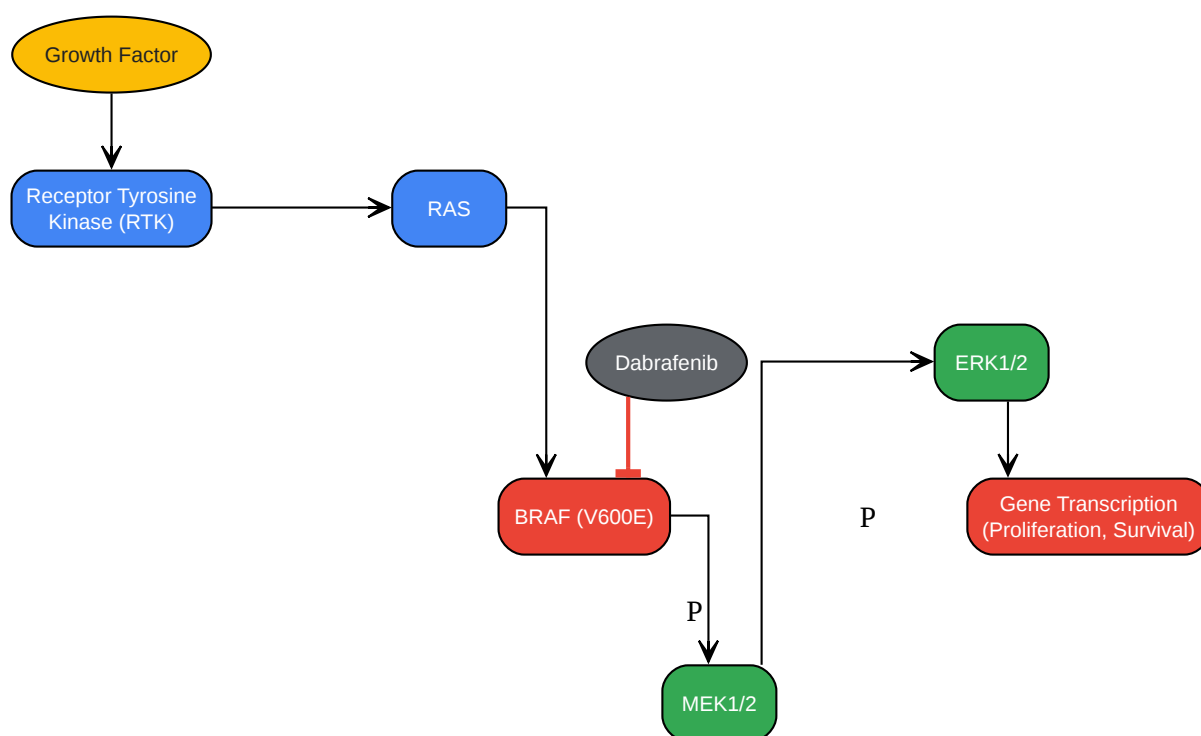 Growth Factor
Receptor Tyrosine
Kinase (RTK)
RAS
Dabrafenib
ERK1/2
BRAF (V600E)
P
Gene Transcription
(Proliferation, Survival)
P
MEK1/2